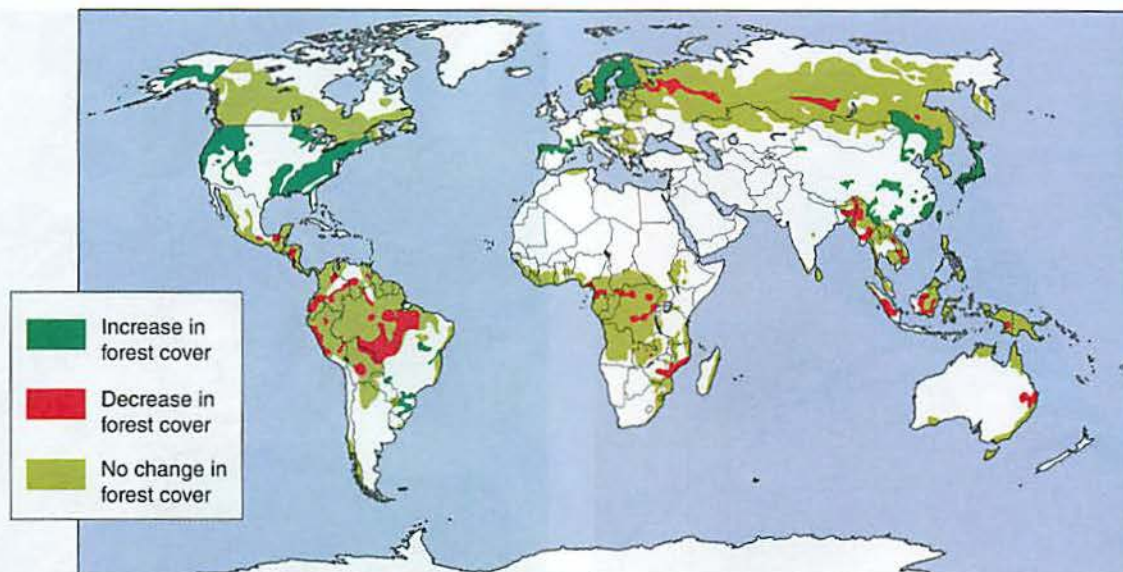 Increase in
forest cover
Decrease in
forest cover
No change in
forest cover